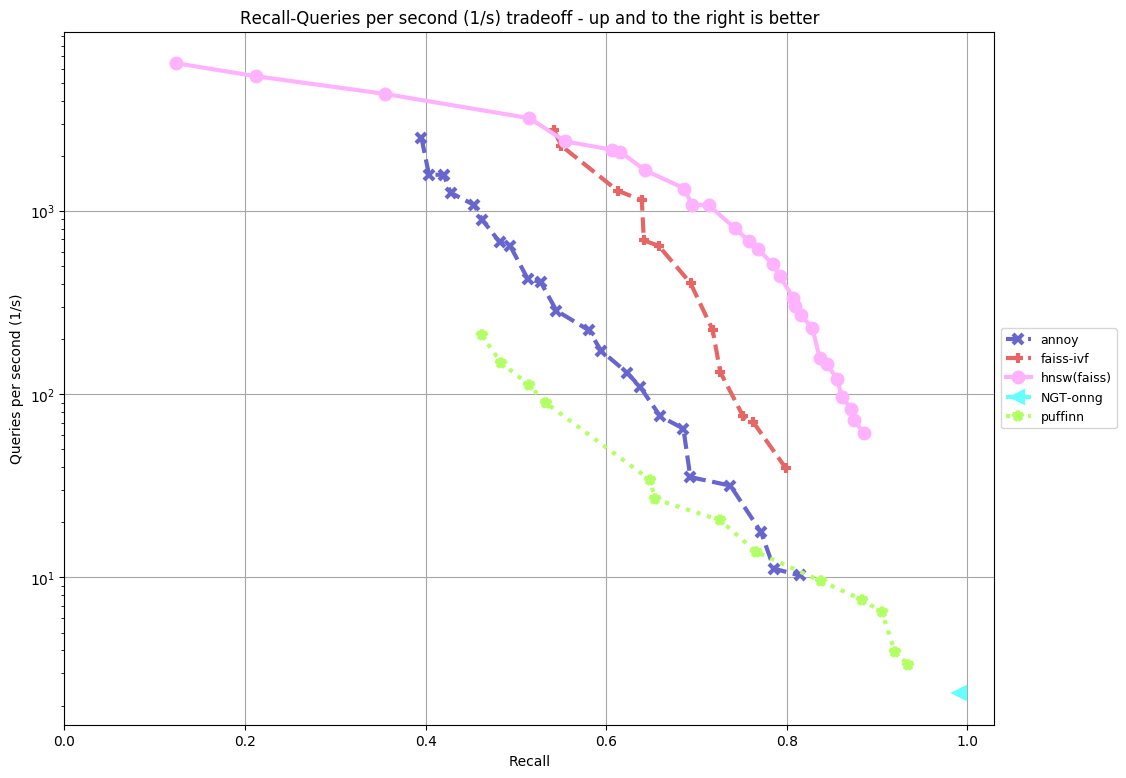 Recall-Queries per second (1/s) tradeoff - up and to the right is better
Queries per second (1/s)
10³
10²
10¹
0.0 0.2 0.4 0.6 0.8 1.0
Recall
annoy
faiss-ivf
hnsw(faiss)
NGT-onng
puffinn